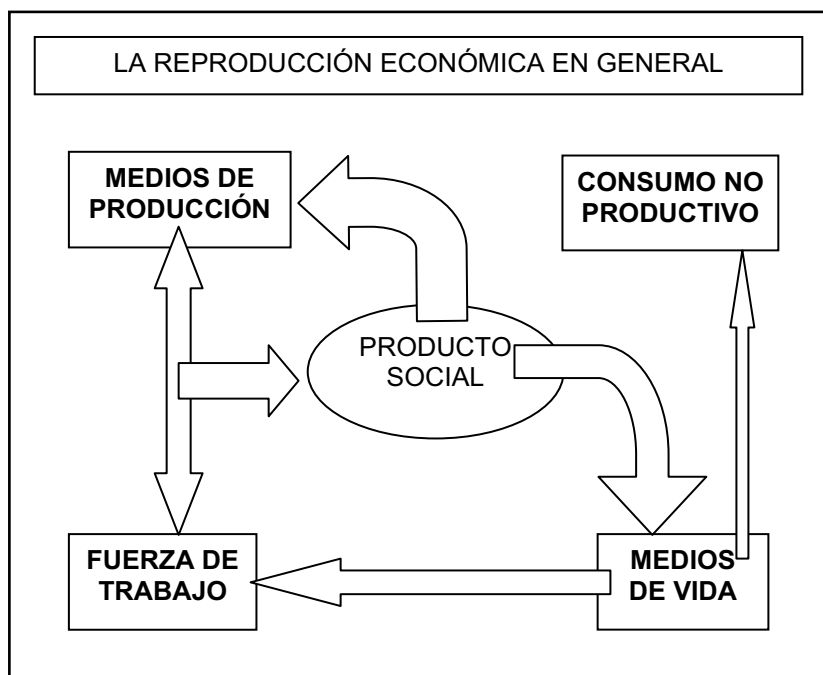 LA REPRODUCCIÓN ECONÓMICA EN GENERAL
MEDIOS DE
PRODUCCIÓN
CONSUMO NO
PRODUCTIVO
PRODUCTO
SOCIAL
FUERZA DE
TRABAJO
MEDIOS
DE VIDA